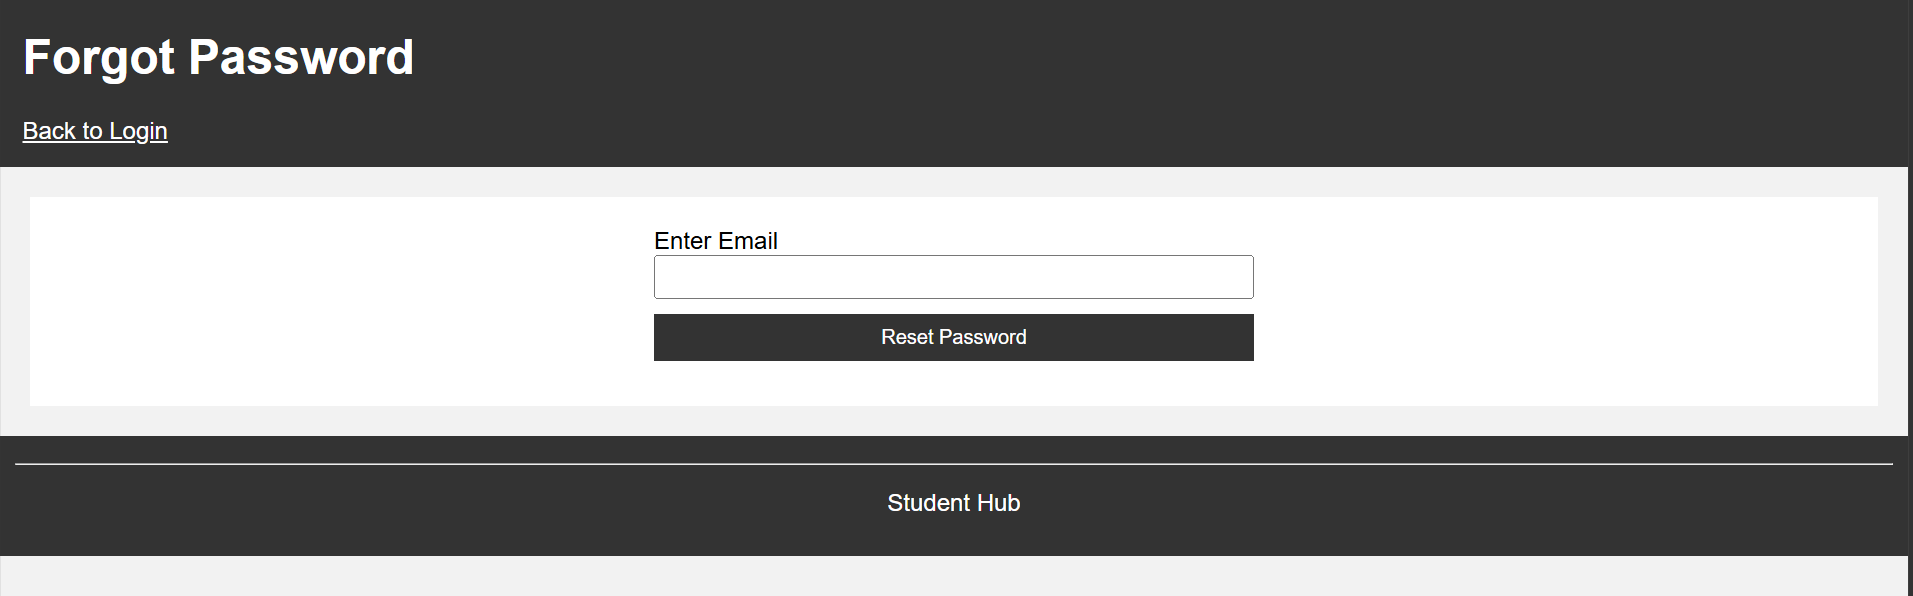 Forgot Password
Back to Login
Enter Email
Reset Password
Student Hub